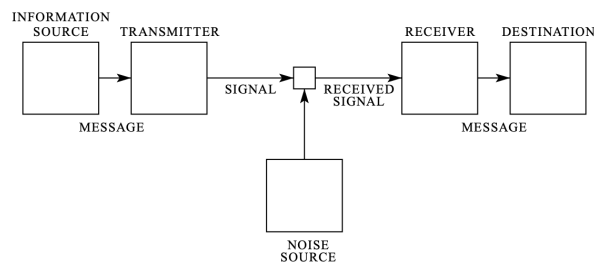 INFORMATION
SOURCE
TRANSMITTER
RECEIVER
DESTINATION
SIGNAL
RECEIVED
SIGNAL
MESSAGE
MESSAGE
NOISE
SOURCE